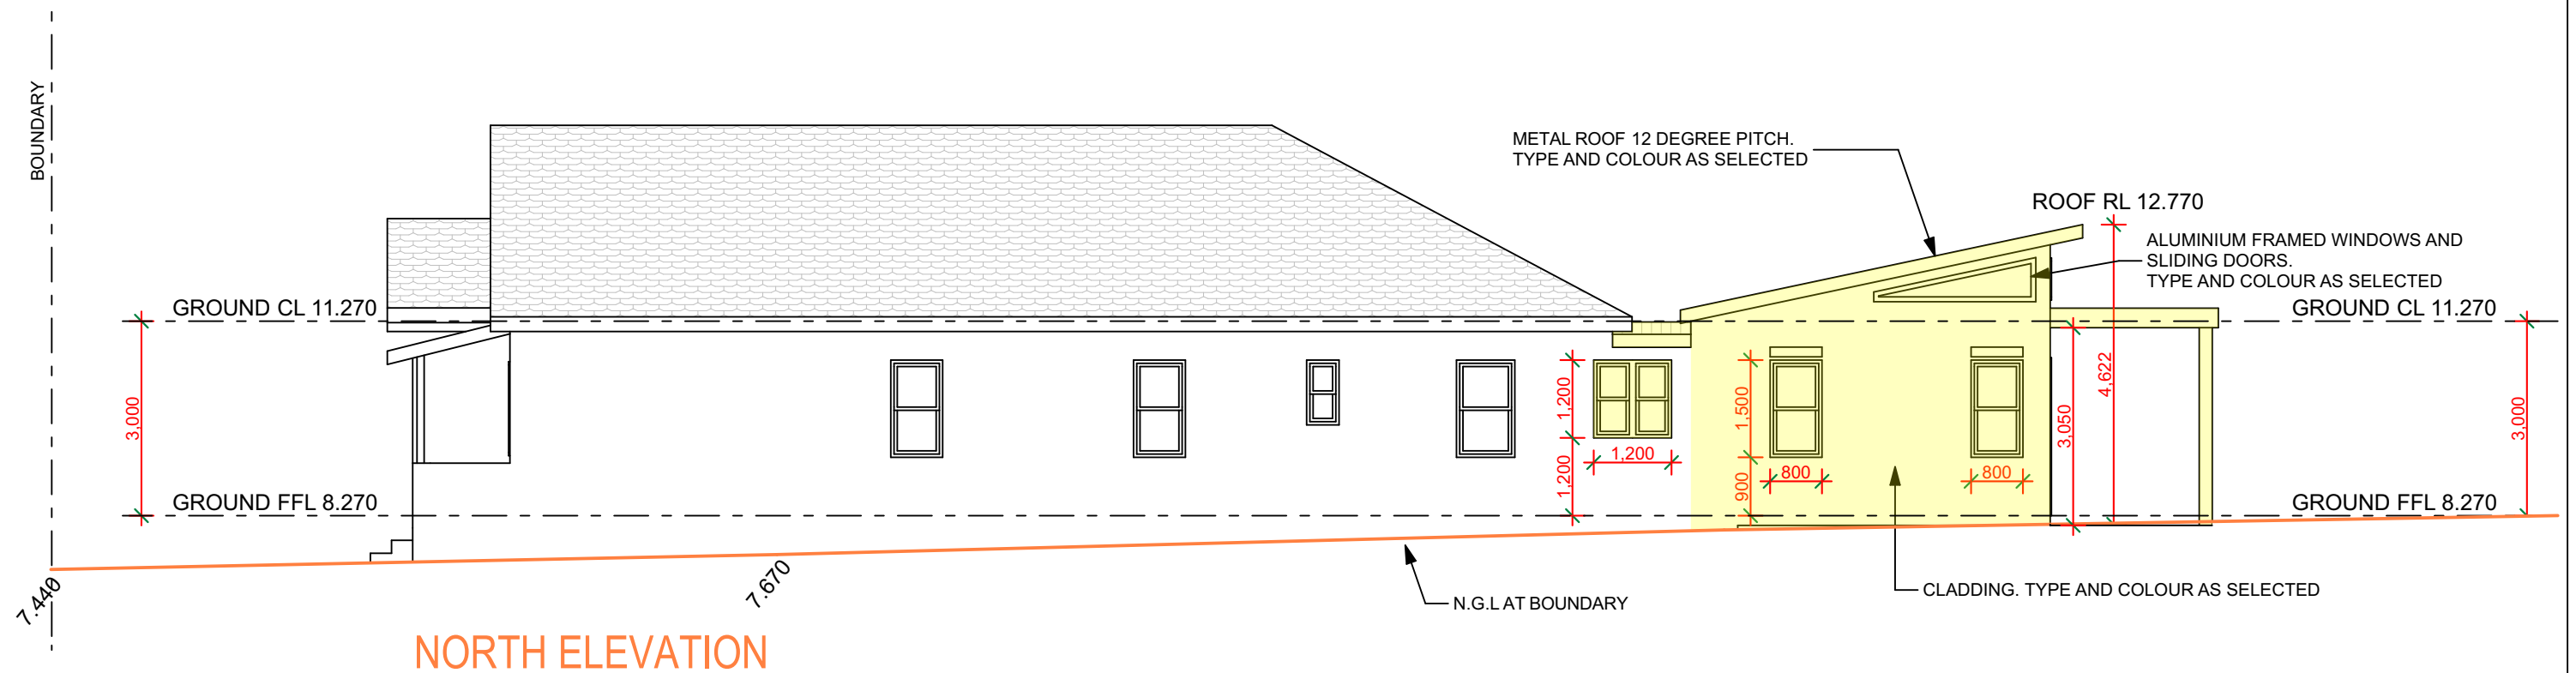 BOUNDARY
METAL ROOF 12 DEGREE PITCH.
TYPE AND COLOUR AS SELECTED
ROOF RL 12.770
ALUMINIUM FRAMED WINDOWS AND
SLIDING DOORS.
TYPE AND COLOUR AS SELECTED
GROUND CL 11.270
GROUND CL 11.270
3,000
1,200
1,200
1,200
1,500
900
800
800
3,050
4,622
3,000
GROUND FFL 8.270
GROUND FFL 8.270
7.440
7.670
N.G.L AT BOUNDARY
CLADDING. TYPE AND COLOUR AS SELECTED
NORTH ELEVATION